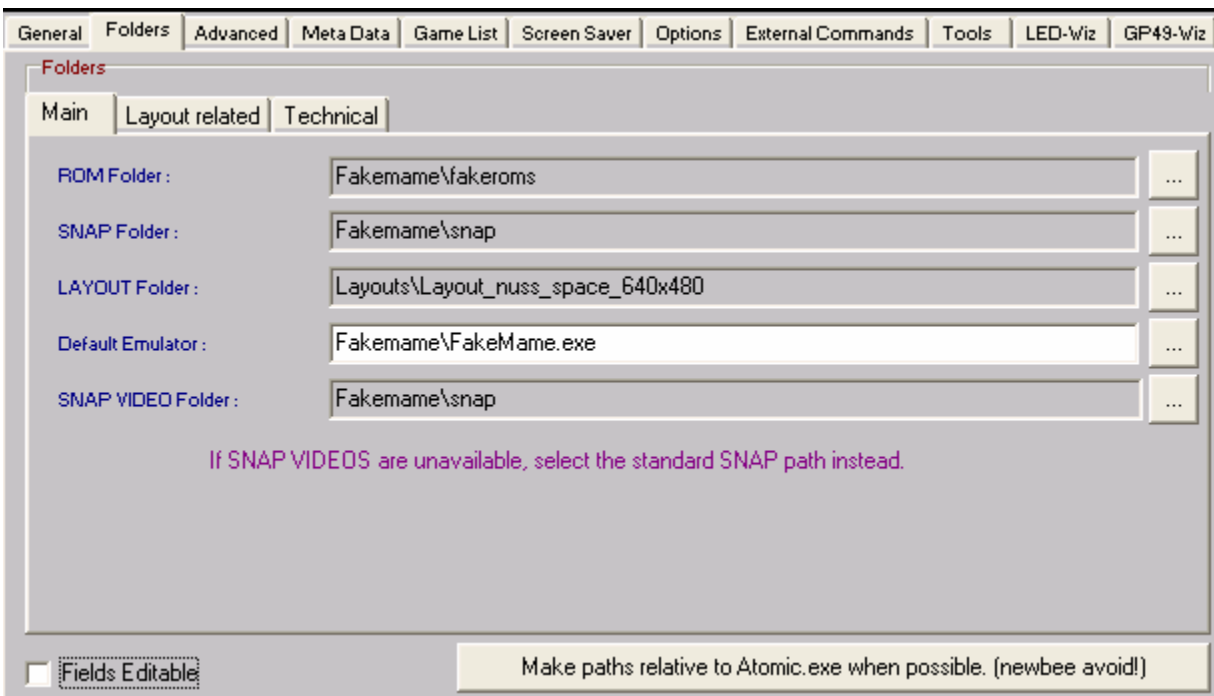 General Folders Advanced Meta Data Game List Screen Saver Options External Commands Tools LED-Wiz GP49-Wiz
Folders
Main Layout related Technical
ROM Folder : Fakemame\fakeroms ...
SNAP Folder : Fakemame\snap ...
LAYOUT Folder : Layouts\Layout_nuss_space_640x480 ...
Default Emulator : Fakemame\FakeMame.exe ...
SNAP VIDEO Folder : Fakemame\snap ...
If SNAP VIDEOS are unavailable, select the standard SNAP path instead.
Fields Editable Make paths relative to Atomic.exe when possible. (newbee avoid!)